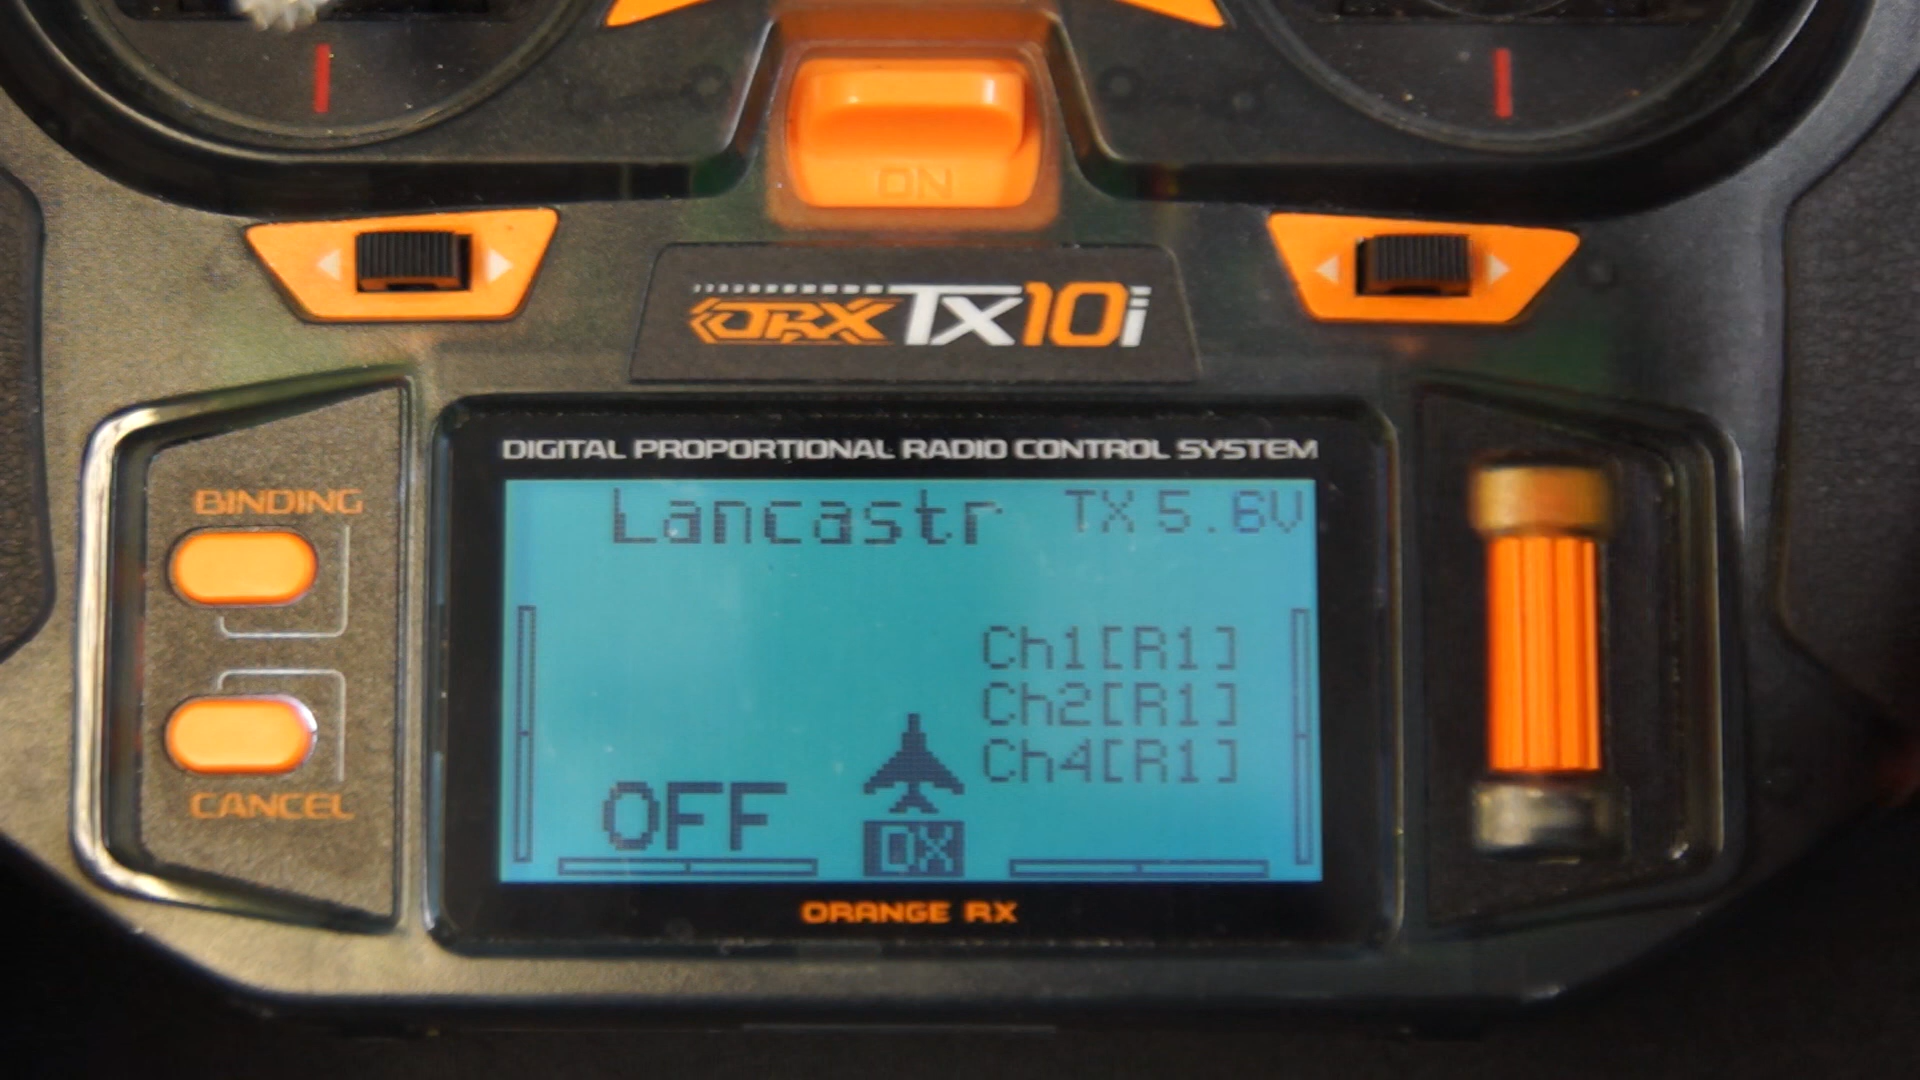 ON
ORX Tx10i
DIGITAL PROPORTIONAL RADIO CONTROL SYSTEM
Lancastr TX 5.6V
BINDING
Ch1[R1]
Ch2[R1]
Ch4[R1]
OFF
CANCEL
DX
ORANGE RX